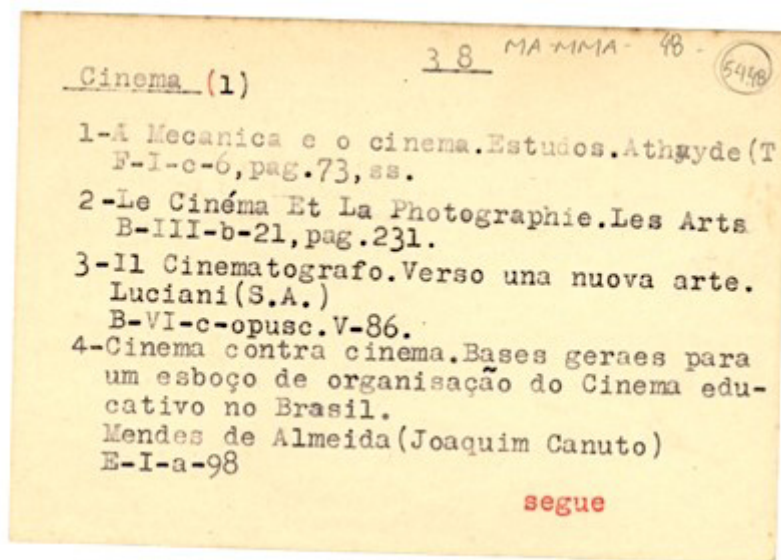 38 MA-MMA- 48-
5448
Cinema (1)
1-A Mecanica e o cinema.Estudos.Athayde(T
F-I-c-6,pag.73,ss.
2-Le Cinéma Et La Photographie.Les Arts
B-III-b-21,pag.231.
3-Il Cinematografo.Verso una nuova arte.
Luciani(S.A.)
B-VI-c-opusc.V-86.
4-Cinema contra cinema.Bases geraes para
um esboço de organisação do Cinema edu-
cativo no Brasil.
Mendes de Almeida(Joaquim Canuto)
E-I-a-98
segue